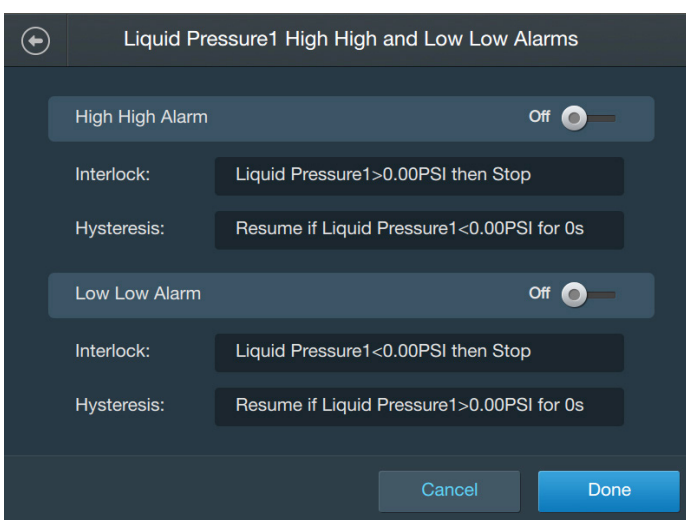 Liquid Pressure1 High High and Low Low Alarms
High High Alarm Off
Interlock: Liquid Pressure1>0.00PSI then Stop
Hysteresis: Resume if Liquid Pressure1<0.00PSI for 0s
Low Low Alarm Off
Interlock: Liquid Pressure1<0.00PSI then Stop
Hysteresis: Resume if Liquid Pressure1>0.00PSI for 0s
Cancel Done